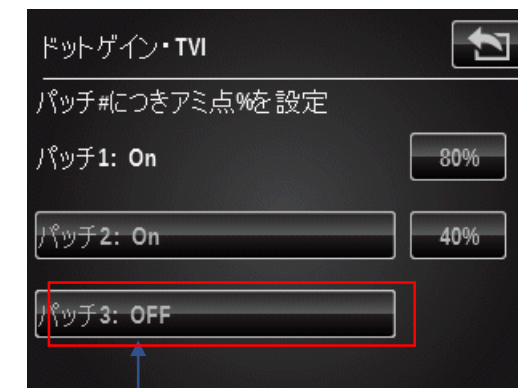 ドットゲイン・TVI
パッチ#につきアミ点%を設定
パッチ1: On 80%
パッチ2: On 40%
パッチ3: OFF